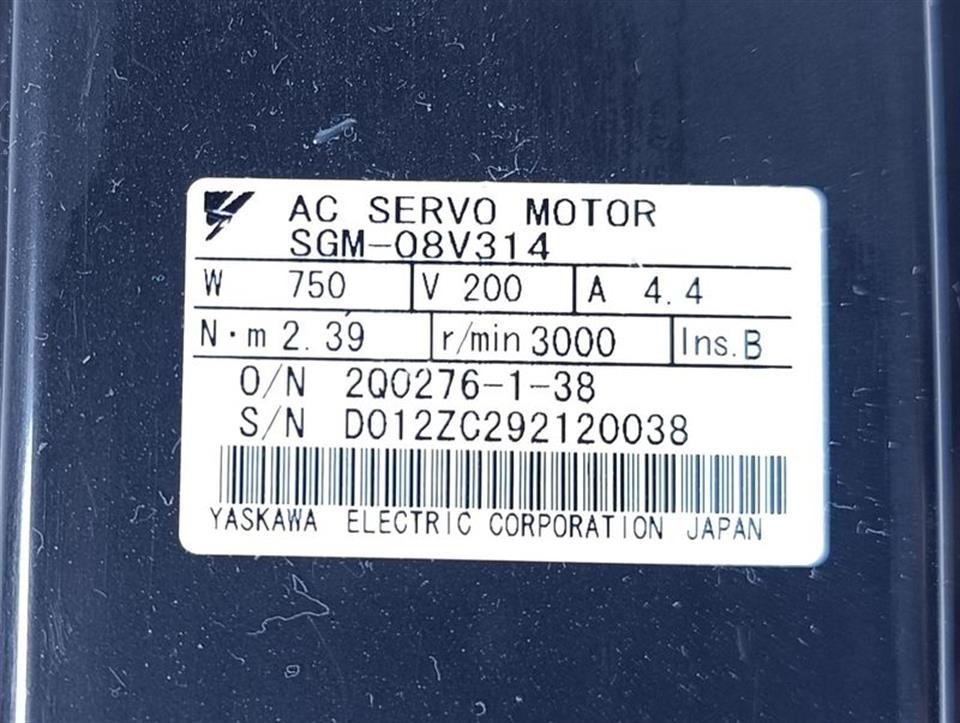 AC SERVO MOTOR
SGM-08V314
W 750 V 200 A 4.4
N·m 2.39 r/min 3000 Ins.B
O/N 2Q0276-1-38
S/N D012ZC292120038
YASKAWA ELECTRIC CORPORATION JAPAN